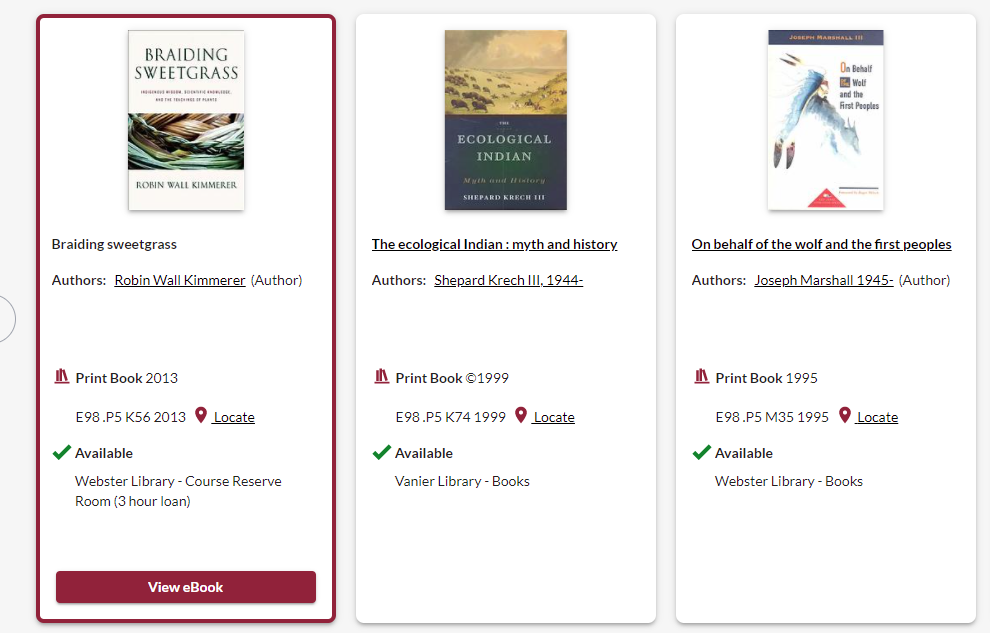 BRAIDING
SWEETGRASS
INDIGENOUS WISDOM, SCIENTIFIC KNOWLEDGE,
AND THE TEACHINGS OF PLANTS
ROBIN WALL KIMMERER
Braiding sweetgrass
Authors: Robin Wall Kimmerer (Author)
Print Book 2013
E98 .P5 K56 2013 Locate
Available
Webster Library - Course Reserve
Room (3 hour loan)
View eBook
THE
ECOLOGICAL
INDIAN
Myth and History
SHEPARD KRECH III
The ecological Indian : myth and history
Authors: Shepard Krech III, 1944-
Print Book ©1999
E98 .P5 K74 1999 Locate
Available
Vanier Library - Books
JOSEPH MARSHALL III
On Behalf
Wolf
and the
First Peoples
On behalf of the wolf and the first peoples
Authors: Joseph Marshall 1945- (Author)
Print Book 1995
E98 .P5 M35 1995 Locate
Available
Webster Library - Books